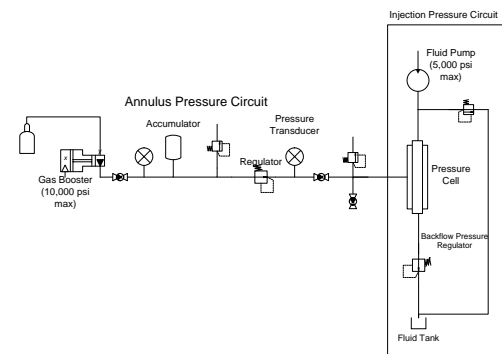 Injection Pressure Circuit
Fluid Pump
(5,000 psi
max)
Annulus Pressure Circuit
Accumulator
Pressure
Transducer
Regulator
x
Gas Booster
(10,000 psi
max)
Pressure
Cell
Backflow Pressure
Regulator
Fluid Tank